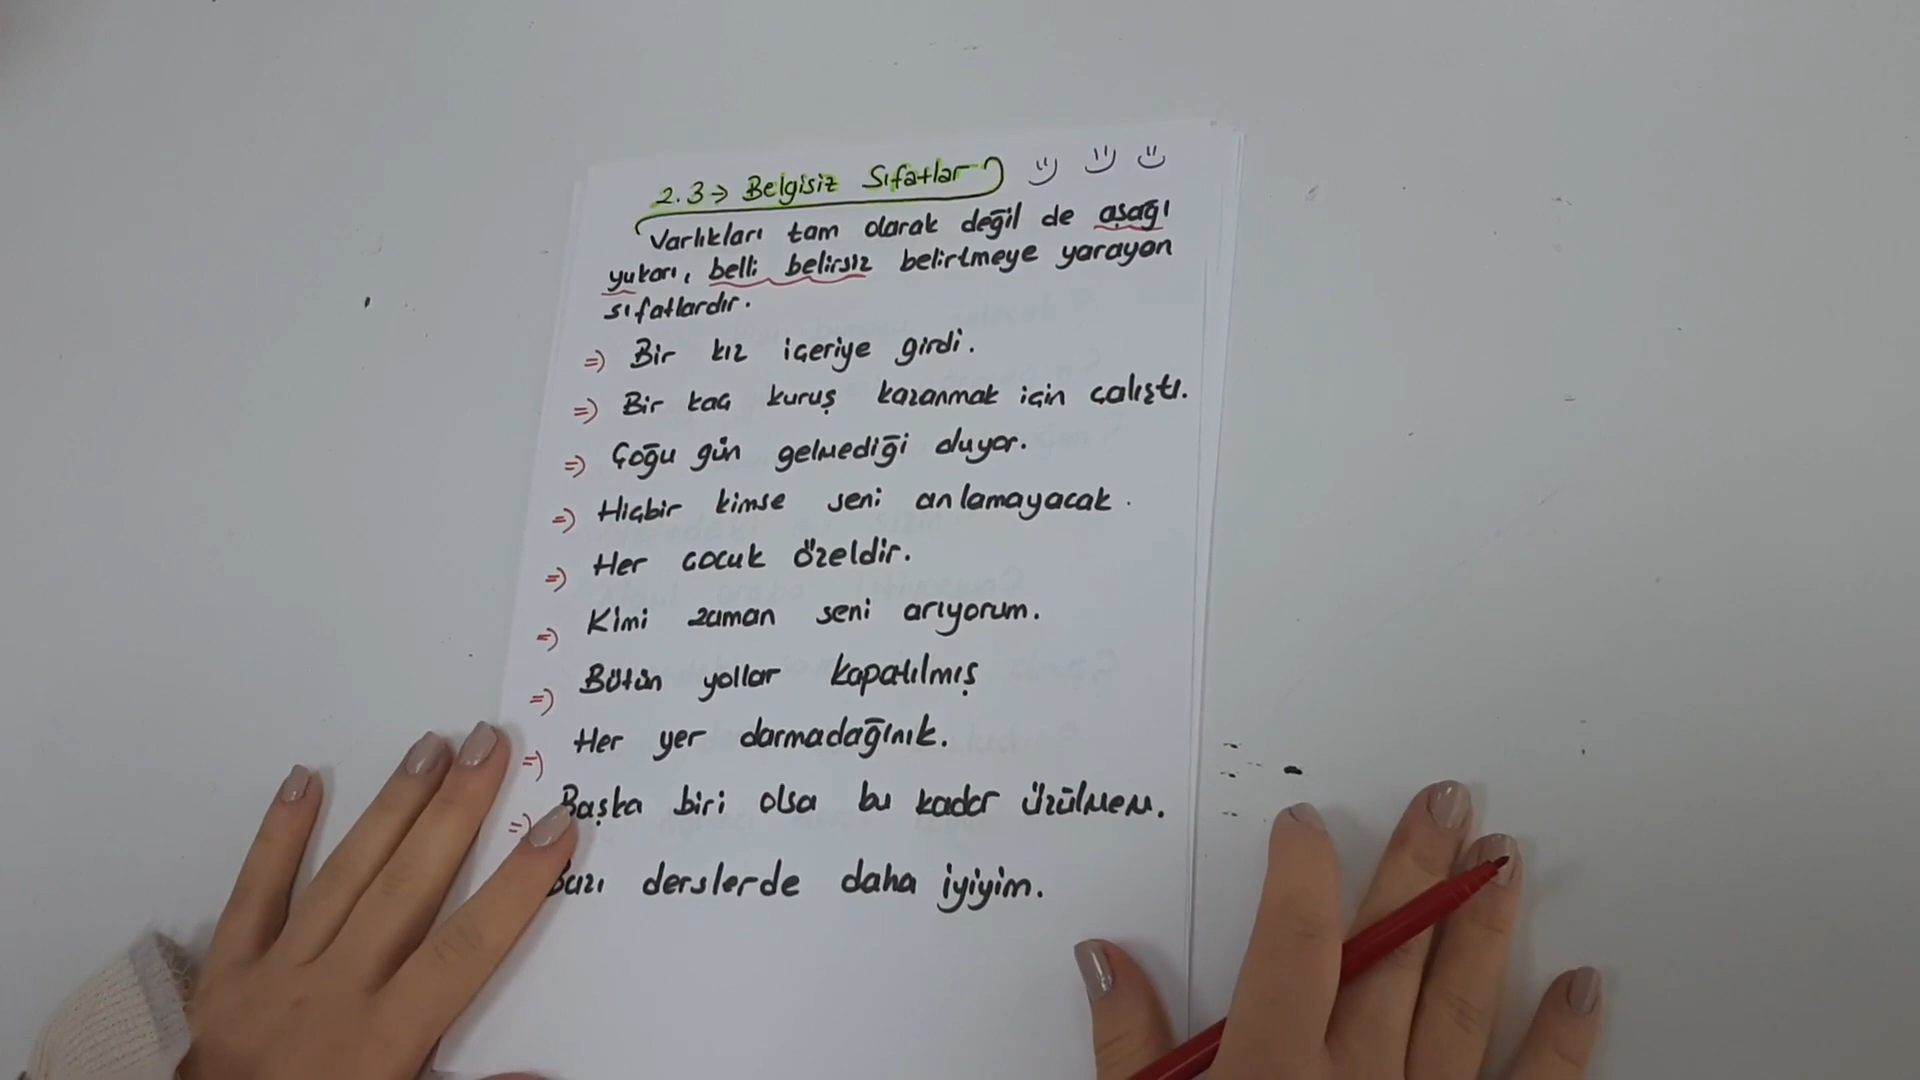 2.3→ Belgisiz Sıfatlar
Varlıkları tam olarak değil de aşağı
yukarı, belli belirsiz belirtmeye yarayan
sıfatlardır.
⇒ Bir kız içeriye girdi.
⇒ Bir kaç kuruş kazanmak için çalıştı.
⇒ Çoğu gün gelmediği oluyor.
⇒ Hiçbir kimse seni anlamayacak.
⇒ Her çocuk özeldir.
⇒ Kimi zaman seni arıyorum.
⇒ Bütün yollar kapatılmış
⇒ Her yer darmadağınık.
⇒ Başka biri olsa bu kadar üzülmem.
Bazı derslerde daha iyiyim.